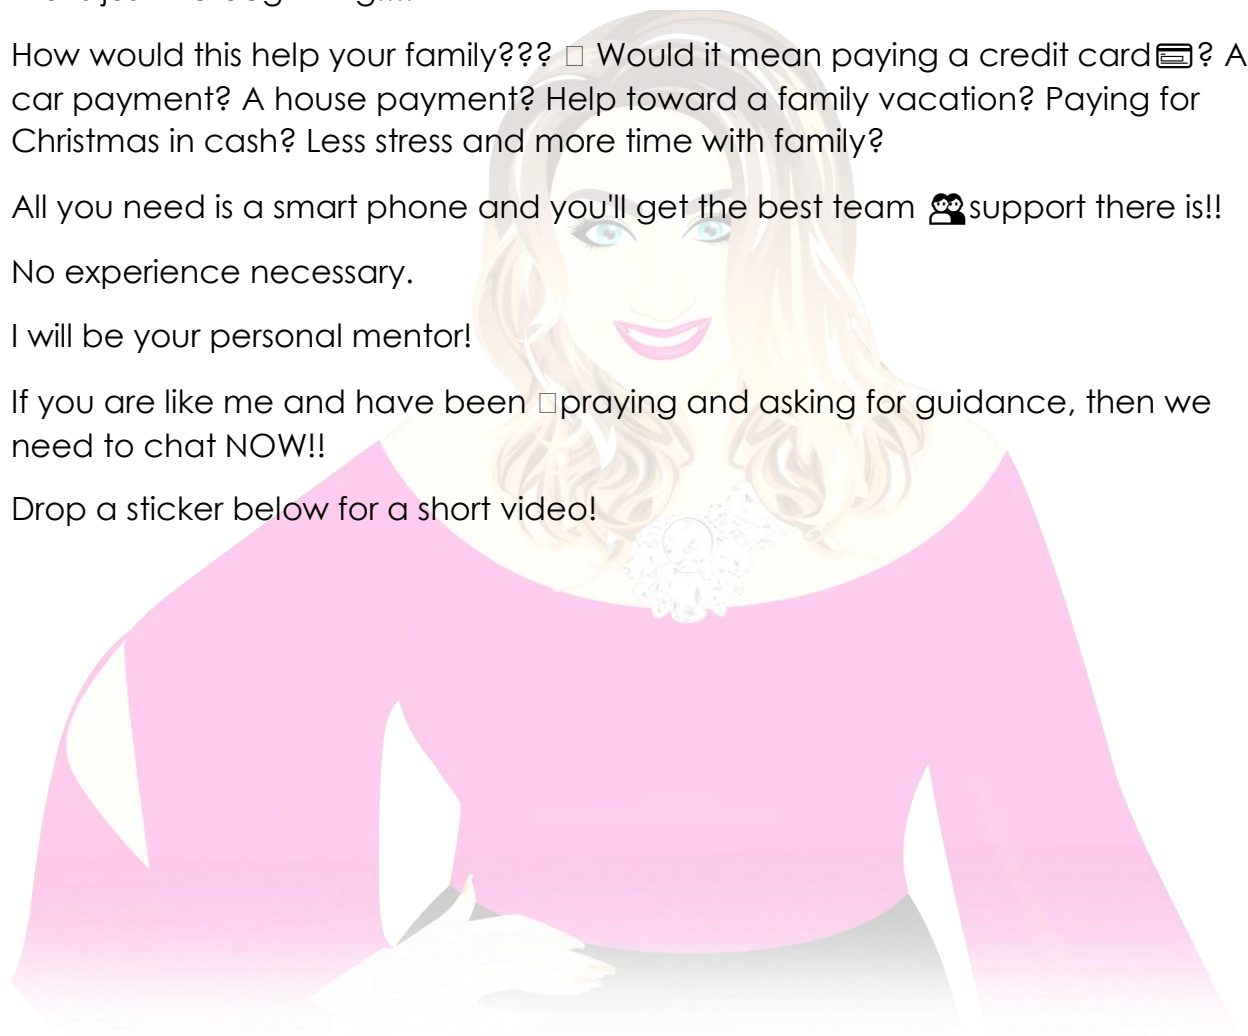 How would this help your family??? □ Would it mean paying a credit card💳? A
car payment? A house payment? Help toward a family vacation? Paying for
Christmas in cash? Less stress and more time with family?
All you need is a smart phone and you'll get the best team 👥support there is!!
No experience necessary.
I will be your personal mentor!
If you are like me and have been □praying and asking for guidance, then we
need to chat NOW!!
Drop a sticker below for a short video!